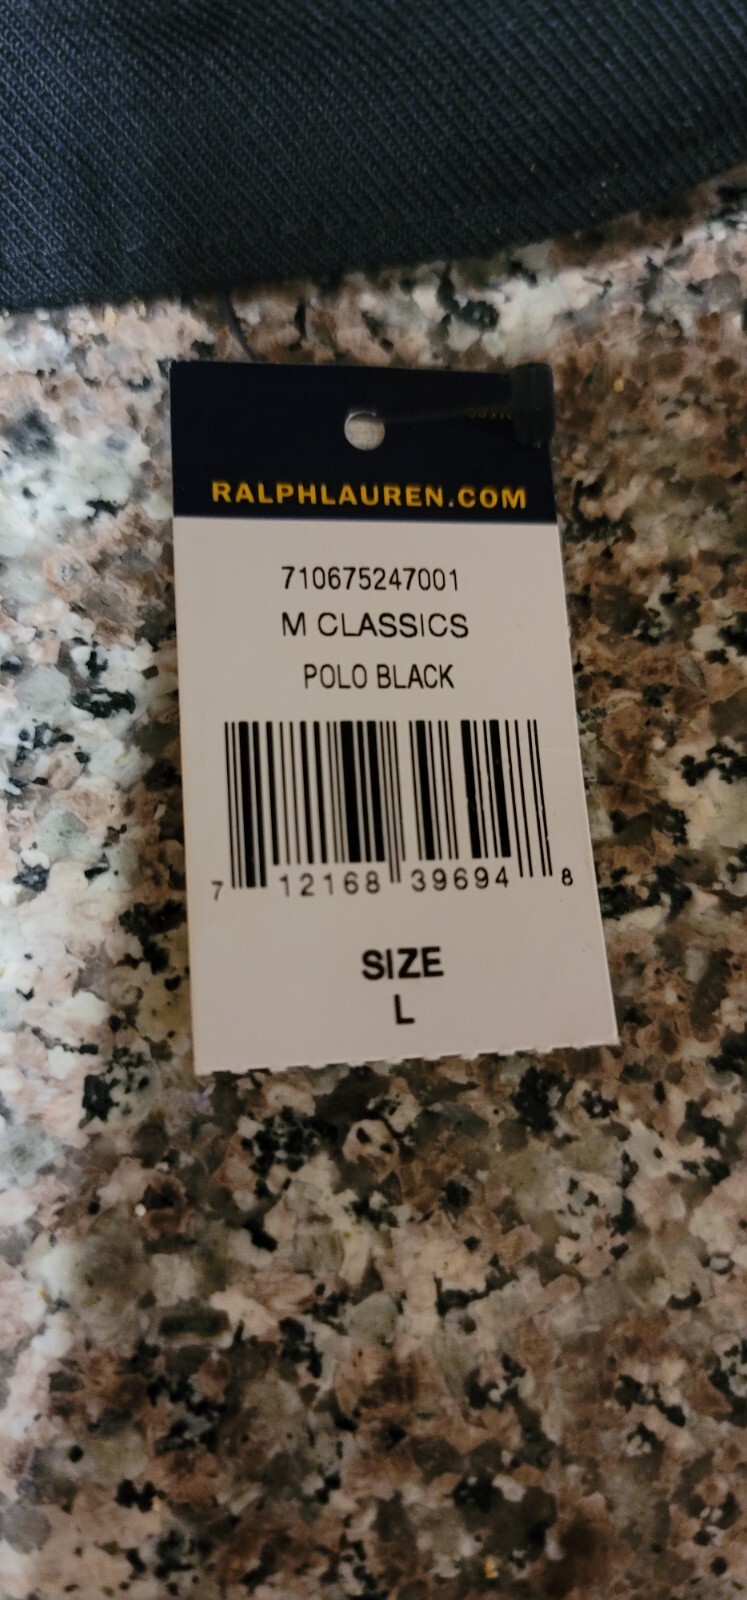 RALPHLAUREN.COM
710675247001
M CLASSICS
POLO BLACK
7 12168 39694 8
SIZE
L